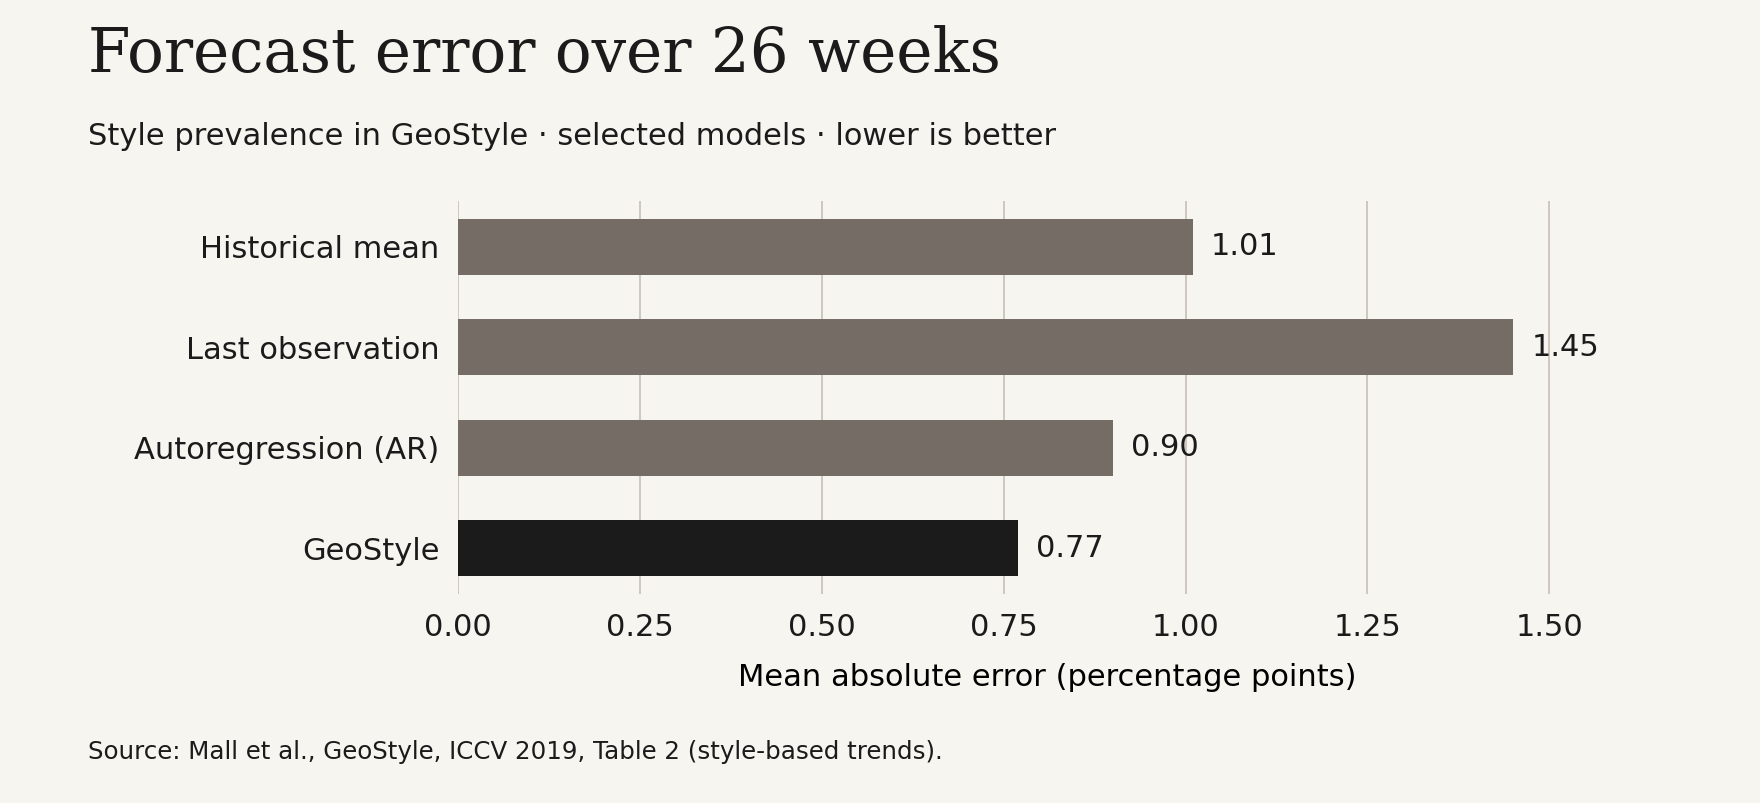 Forecast error over 26 weeks
Style prevalence in GeoStyle · selected models · lower is better
Historical mean 1.01
Last observation 1.45
Autoregression (AR) 0.90
GeoStyle 0.77
0.00 0.25 0.50 0.75 1.00 1.25 1.50
Mean absolute error (percentage points)
Source: Mall et al., GeoStyle, ICCV 2019, Table 2 (style-based trends).